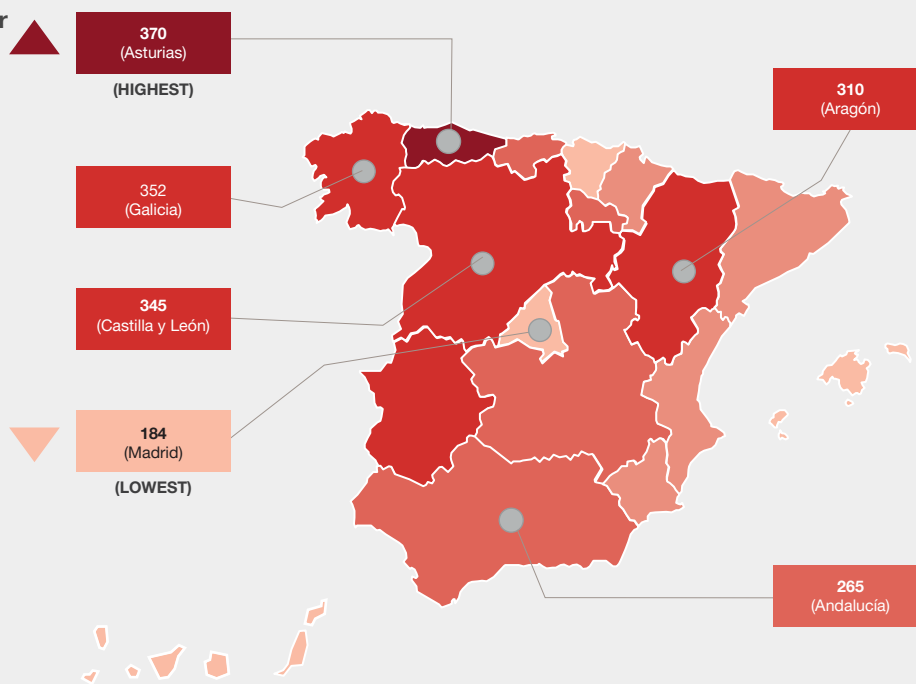 r
370
(Asturias)
(HIGHEST)
310
(Aragón)
352
(Galicia)
345
(Castilla y León)
184
(Madrid)
(LOWEST)
265
(Andalucía)